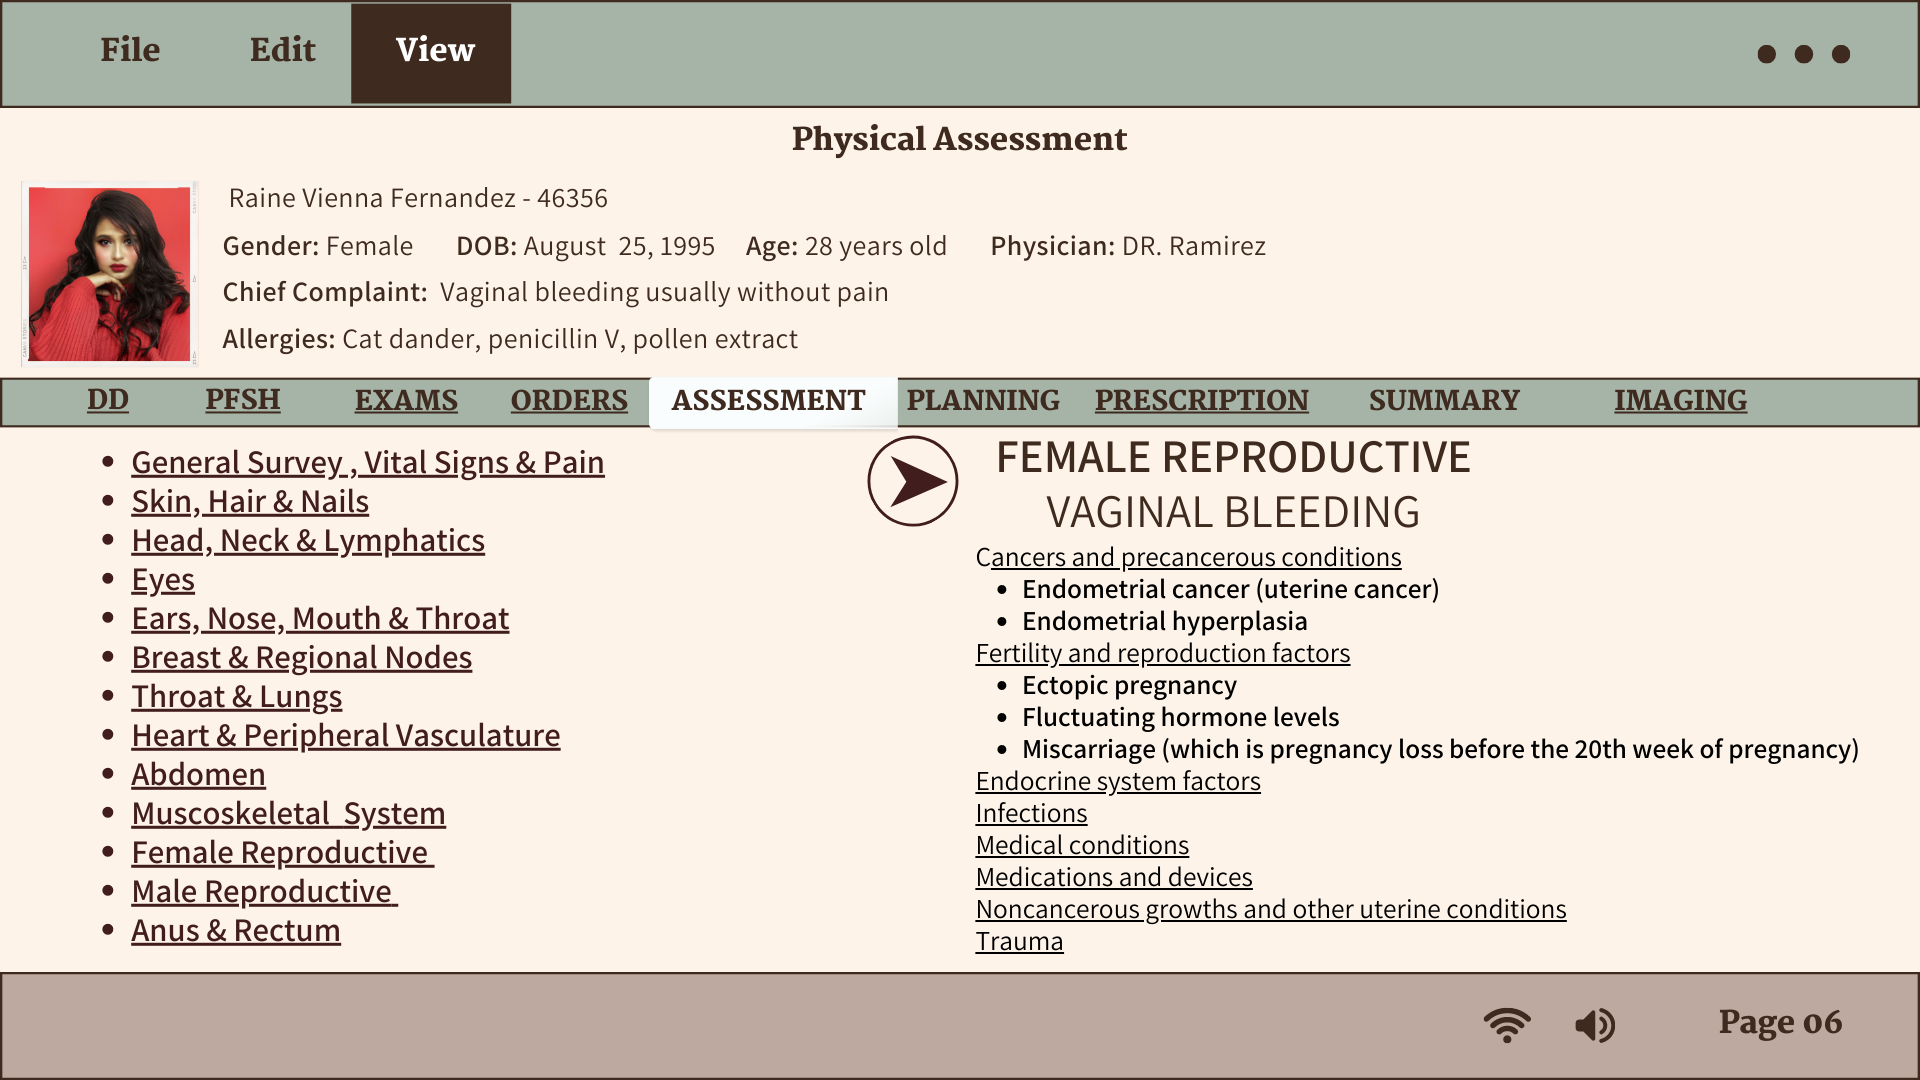 File Edit View
Physical Assessment
Raine Vienna Fernandez - 46356
Gender: Female DOB: August 25, 1995 Age: 28 years old Physician: DR. Ramirez
Chief Complaint: Vaginal bleeding usually without pain
Allergies: Cat dander, penicillin V, pollen extract
DD PFSH EXAMS ORDERS ASSESSMENT PLANNING PRESCRIPTION SUMMARY IMAGING
General Survey , Vital Signs & Pain
Skin, Hair & Nails
Head, Neck & Lymphatics
Eyes
Ears, Nose, Mouth & Throat
Breast & Regional Nodes
Throat & Lungs
Heart & Peripheral Vasculature
Abdomen
Muscoskeletal System
Female Reproductive
Male Reproductive
Anus & Rectum
FEMALE REPRODUCTIVE
VAGINAL BLEEDING
Cancers and precancerous conditions
Endometrial cancer (uterine cancer)
Endometrial hyperplasia
Fertility and reproduction factors
Ectopic pregnancy
Fluctuating hormone levels
Miscarriage (which is pregnancy loss before the 20th week of pregnancy)
Endocrine system factors
Infections
Medical conditions
Medications and devices
Noncancerous growths and other uterine conditions
Trauma
Page 06